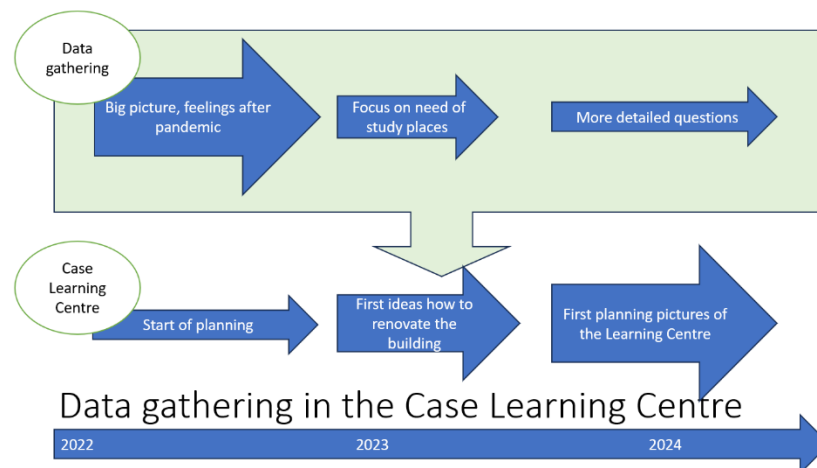 Data
gathering
Big picture, feelings after
pandemic
Focus on need of
study places
More detailed questions
Case
Learning
Centre
Start of planning
First ideas how to
renovate the
building
First planning pictures of
the Learning Centre
Data gathering in the Case Learning Centre
2022
2023
2024